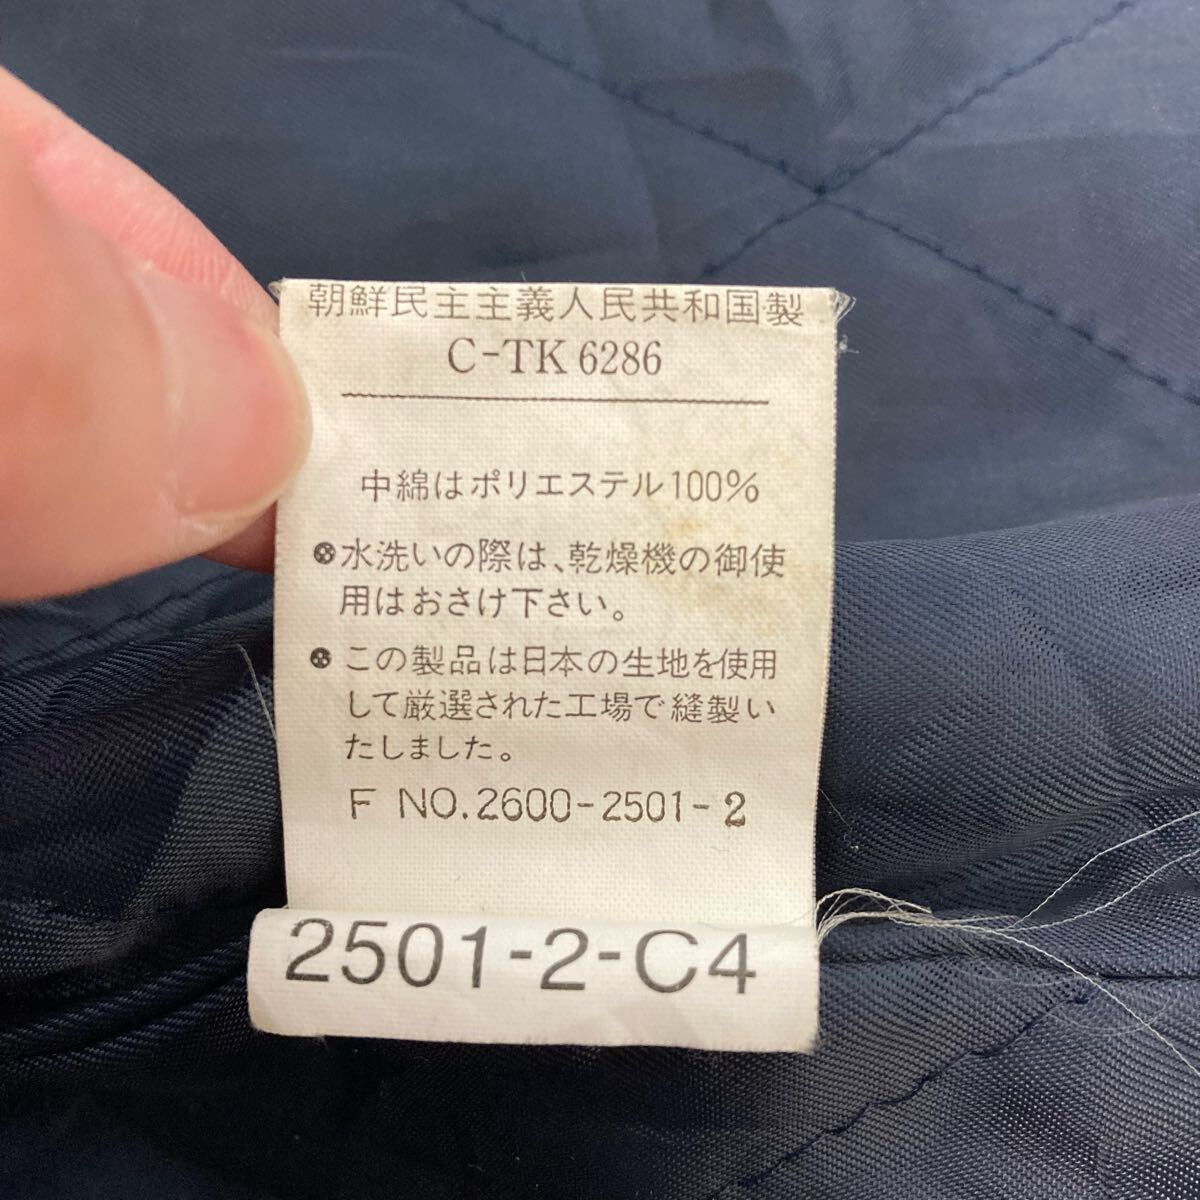 朝鮮民主主義人民共和国製
C-TK 6286
中綿はポリエステル100%
水洗いの際は、乾燥機の御使
用はおさけ下さい。
この製品は日本の生地を使用
して厳選された工場で縫製い
たしました。
F NO.2600-2501-2
2501-2-C4